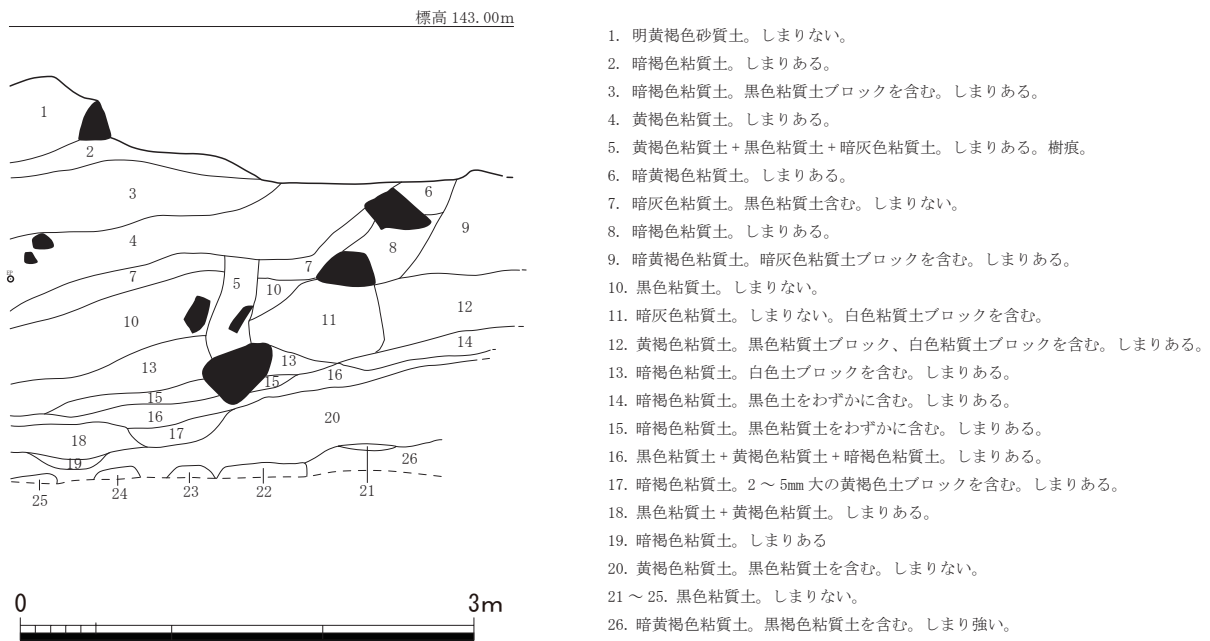 標高 143.00m
1
2
3
4
5
6
7
7
8
9
10
10
11
12
13
13
14
15
15
16
16
17
18
19
20
21
22
23
24
25
26
0 3m
1. 明黄褐色砂質土。しまりない。
2. 暗褐色粘質土。しまりある。
3. 暗褐色粘質土。黒色粘質土ブロックを含む。しまりある。
4. 黄褐色粘質土。しまりある。
5. 黄褐色粘質土+黒色粘質土+暗灰色粘質土。しまりある。樹痕。
6. 暗黄褐色粘質土。しまりある。
7. 暗灰色粘質土。黒色粘質土含む。しまりない。
8. 暗褐色粘質土。しまりある。
9. 暗黄褐色粘質土。暗灰色粘質土ブロックを含む。しまりある。
10. 黒色粘質土。しまりない。
11. 暗灰色粘質土。しまりない。白色粘質土ブロックを含む。
12. 黄褐色粘質土。黒色粘質土ブロック、白色粘質土ブロックを含む。しまりある。
13. 暗褐色粘質土。白色土ブロックを含む。しまりある。
14. 暗褐色粘質土。黒色土をわずかに含む。しまりある。
15. 暗褐色粘質土。黒色粘質土をわずかに含む。しまりある。
16. 黒色粘質土+黄褐色粘質土+暗褐色粘質土。しまりある。
17. 暗褐色粘質土。2～5㎜大の黄褐色土ブロックを含む。しまりある。
18. 黒色粘質土+黄褐色粘質土。しまりある。
19. 暗褐色粘質土。しまりある
20. 黄褐色粘質土。黒色粘質土を含む。しまりない。
21～25. 黒色粘質土。しまりない。
26. 暗黄褐色粘質土。黒褐色粘質土を含む。しまり強い。